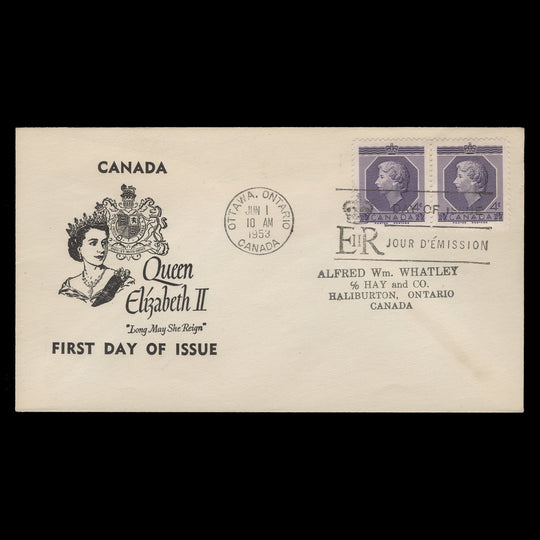 CANADA
Queen
Elizabeth II
"Long May She Reign"
FIRST DAY OF ISSUE
OTTAWA, ONTARIO
JUN 1
10 AM
1953
CANADA
4¢
CANADA
4¢
CANADA
OF
EIIR JOUR D'ÉMISSION
ALFRED Wm. WHATLEY
% HAY and CO.
HALIBURTON, ONTARIO
CANADA